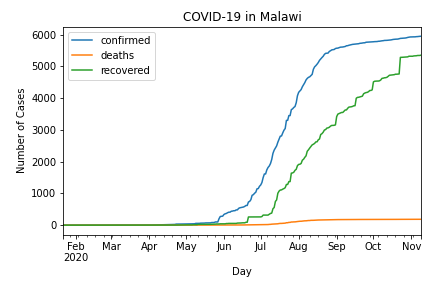 COVID-19 in Malawi
confirmed
deaths
recovered
Number of Cases
6000
5000
4000
3000
2000
1000
0
Feb Mar Apr May Jun Jul Aug Sep Oct Nov
2020
Day